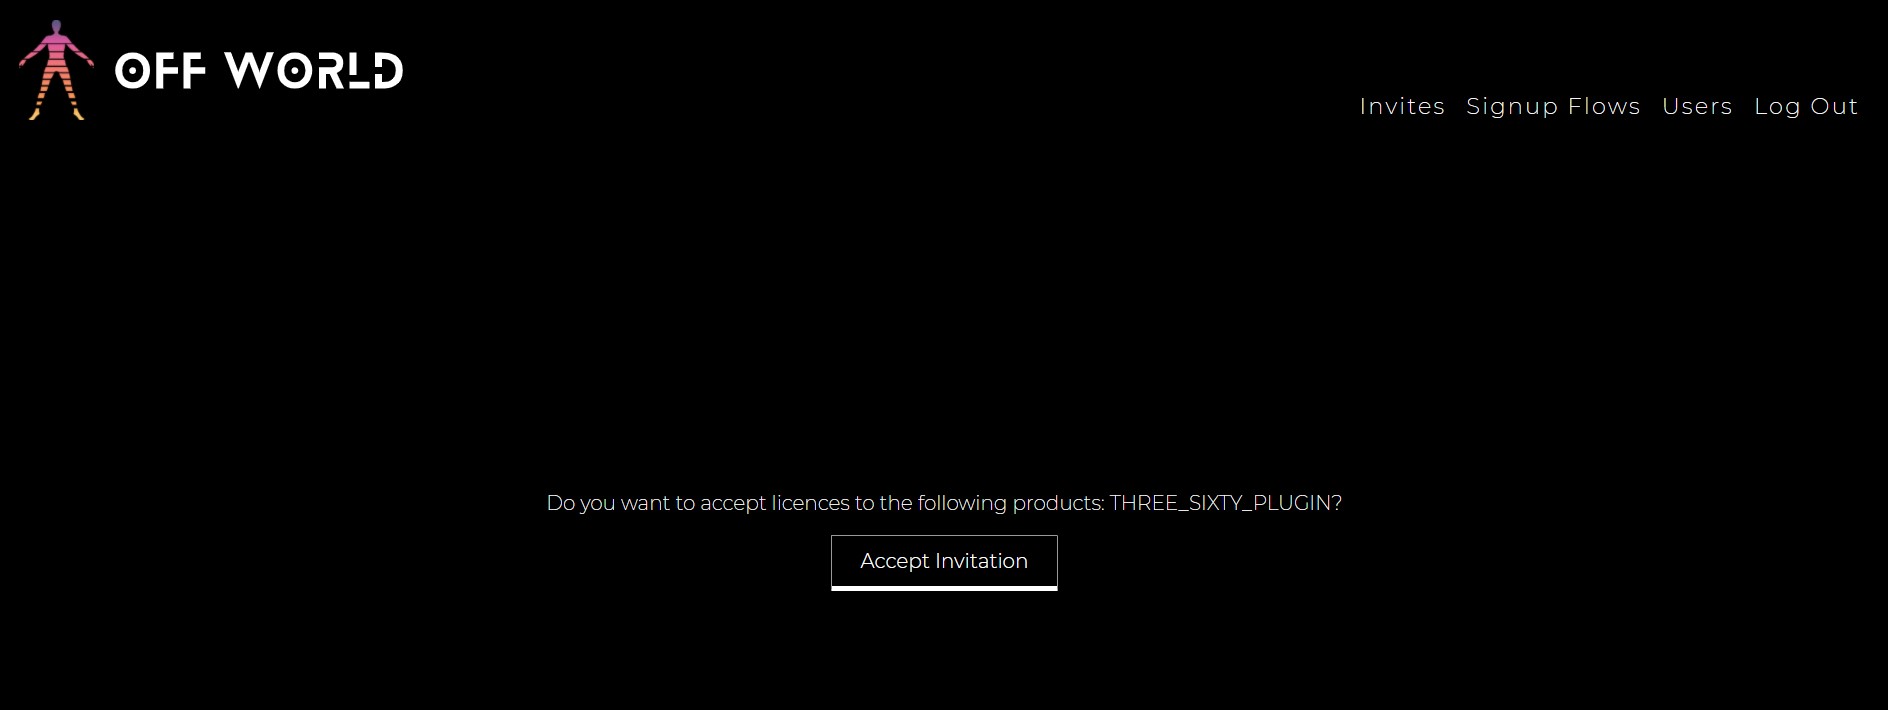 OFF WORLD
Invites Signup Flows Users Log Out
Do you want to accept licences to the following products: THREE_SIXTY_PLUGIN?
Accept Invitation